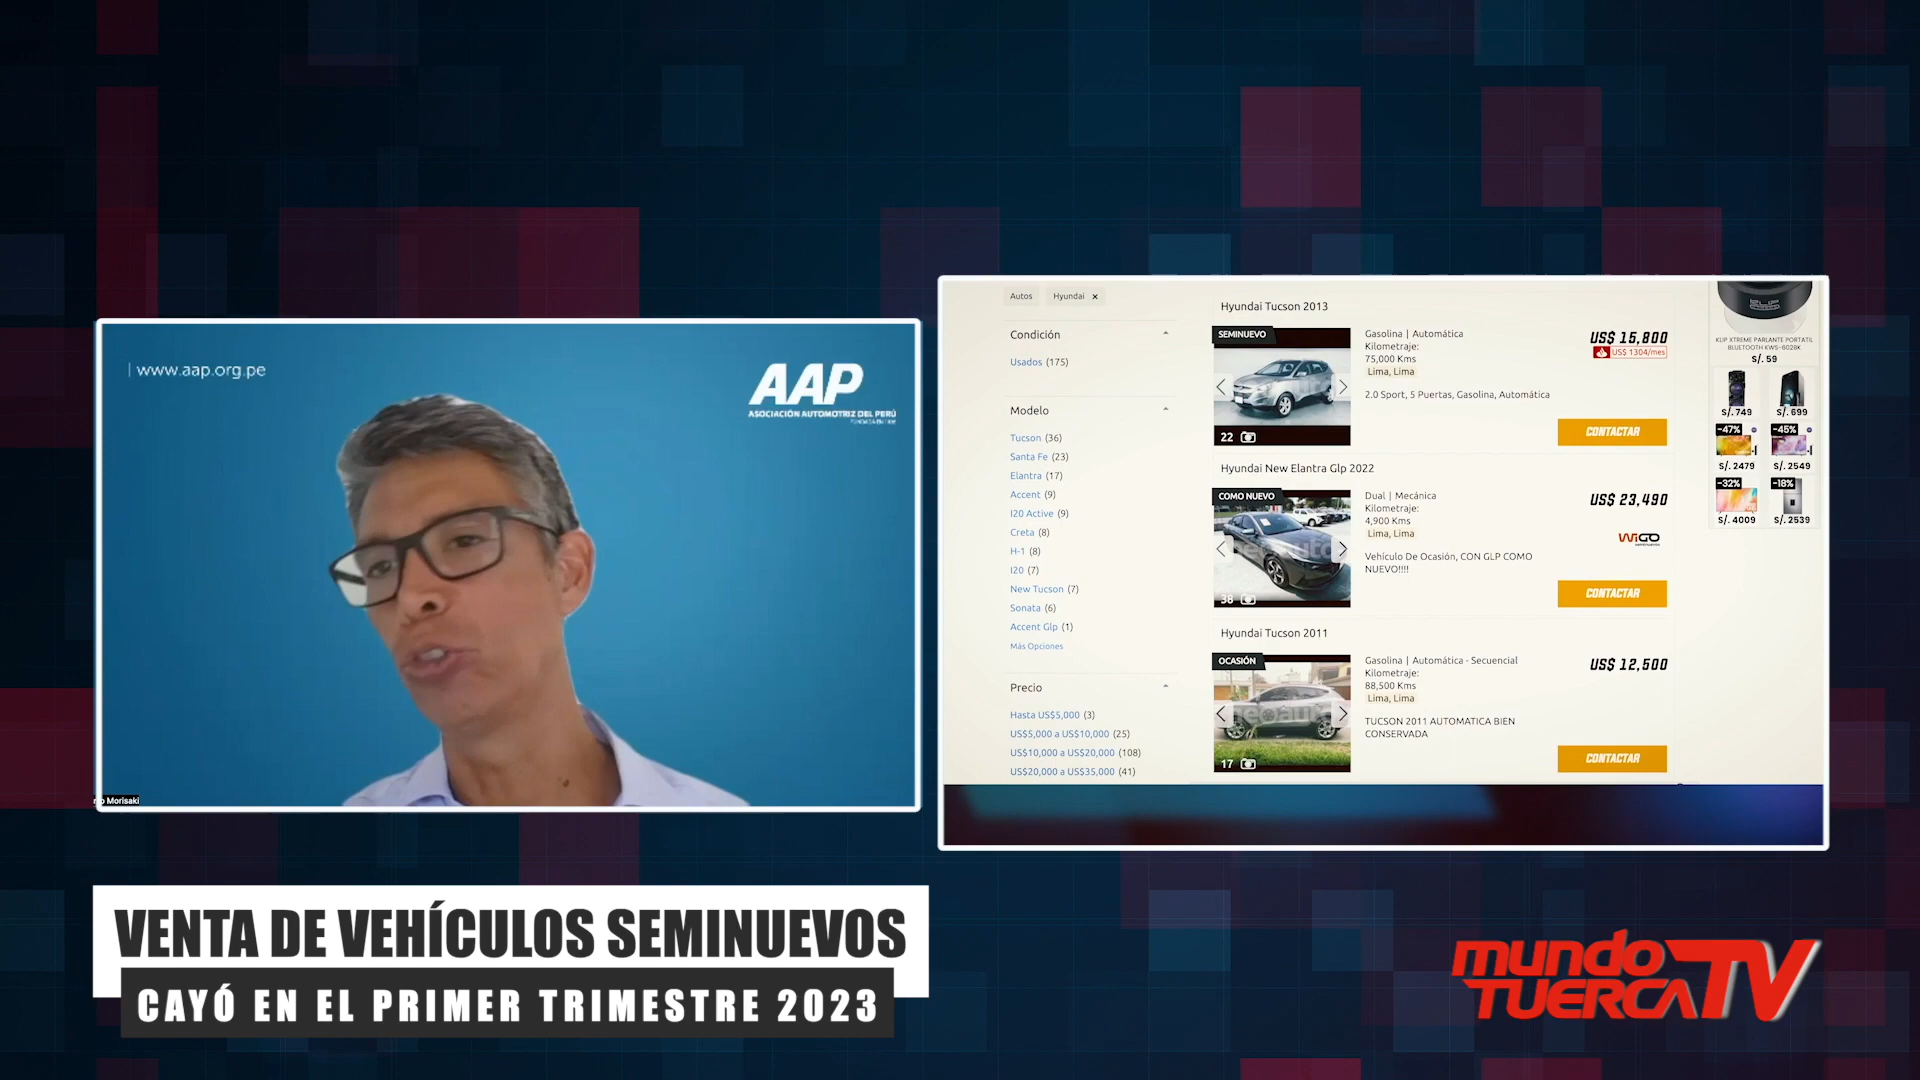 | www.aap.org.pe
AAP
ASOCIACIÓN AUTOMOTRIZ DEL PERÚ
Morisaki
Autos
Hyundai x
Condición
Usados (175)
Modelo
Tucson (36)
Santa Fe (23)
Elantra (17)
Accent (9)
I20 Active (9)
Creta (8)
H-1 (8)
I20 (7)
New Tucson (7)
Sonata (6)
Accent Glp (1)
Más Opciones
Precio
Hasta US$5,000 (3)
US$5,000 a US$10,000 (25)
US$10,000 a US$20,000 (108)
US$20,000 a US$35,000 (41)
Hyundai Tucson 2013
SEMINUEVO
22
Gasolina | Automática
Kilometraje:
75,000 Kms
Lima, Lima
2.0 Sport, 5 Puertas, Gasolina, Automática
US$ 15,800
US$ 1304/mes
CONTACTAR
Hyundai New Elantra Glp 2022
COMO NUEVO
38
Dual | Mecánica
Kilometraje:
4,900 Kms
Lima, Lima
Vehículo De Ocasión, CON GLP COMO
NUEVO!!!!
US$ 23,490
WIGO
CONTACTAR
Hyundai Tucson 2011
OCASIÓN
17
Gasolina | Automática - Secuencial
Kilometraje:
88,500 Kms
Lima, Lima
TUCSON 2011 AUTOMATICA BIEN
CONSERVADA
US$ 12,500
CONTACTAR
KLIP XTREME PARLANTE PORTATIL
BLUETOOTH KWS-602BK
S/. 59
S/. 749 S/. 699
-47% -45%
S/. 2479 S/. 2549
-32% -18%
S/. 4009 S/. 2539
VENTA DE VEHÍCULOS SEMINUEVOS
CAYÓ EN EL PRIMER TRIMESTRE 2023
mundo
TUERCA TV